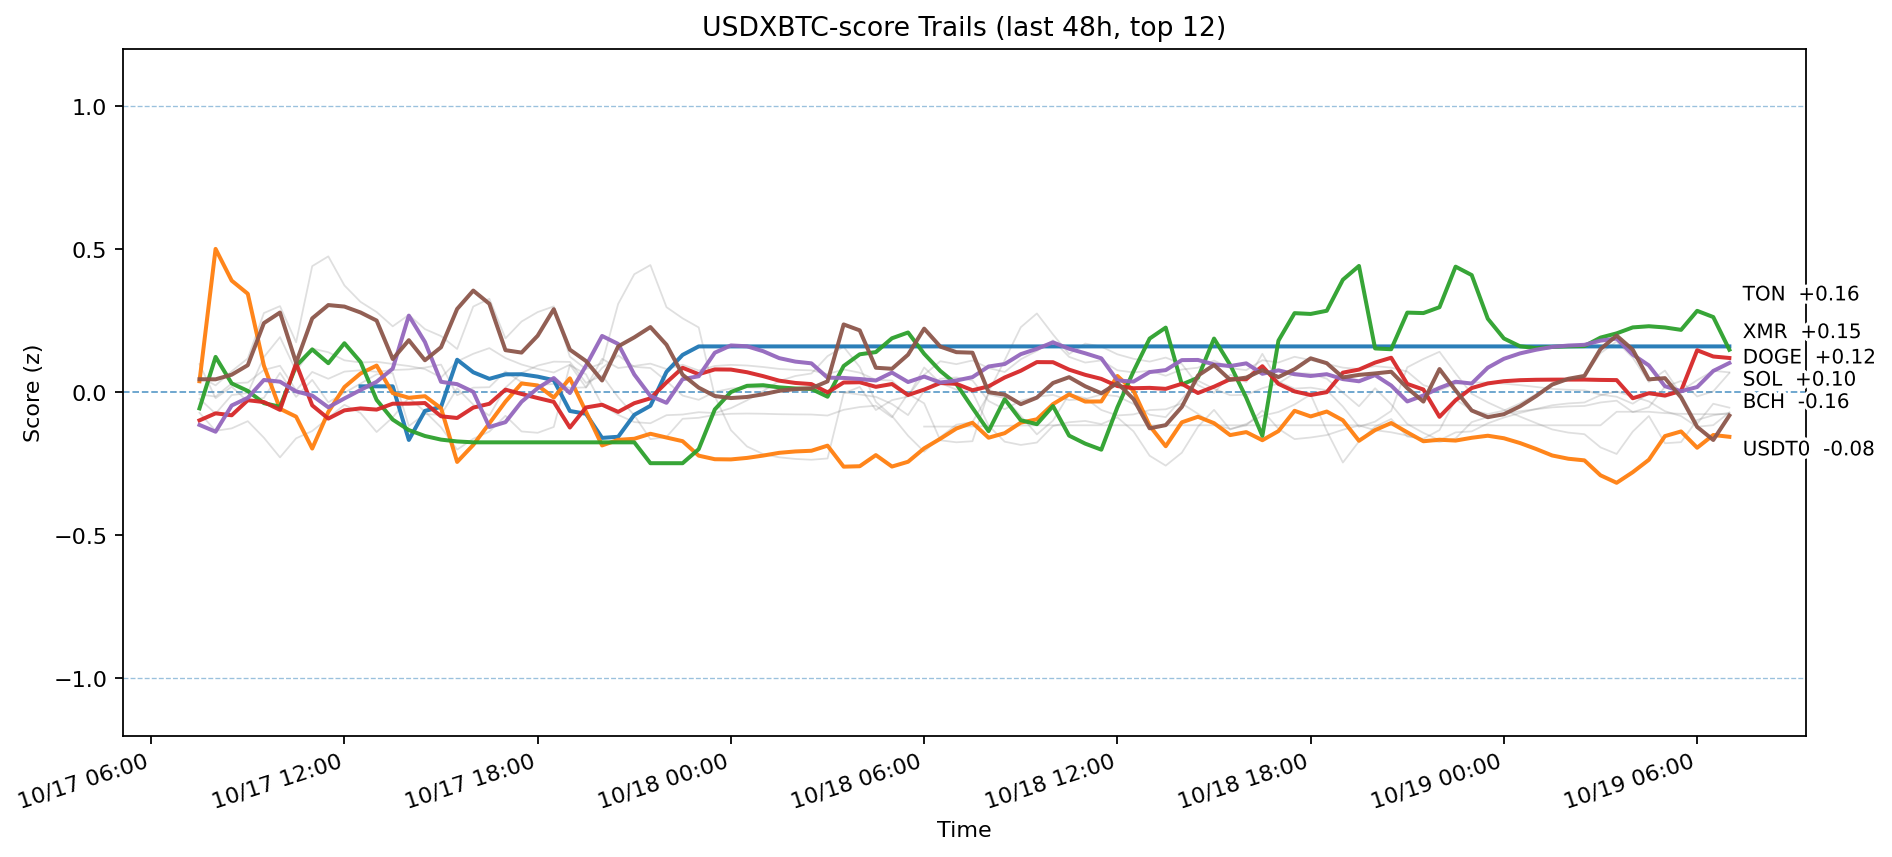 USDXBTC-score Trails (last 48h, top 12)
Score (z)
1.0
0.5
0.0
−0.5
−1.0
TON +0.16
XMR +0.15
DOGE +0.12
SOL +0.10
BCH -0.16
USDT0 -0.08
10/17 06:00
10/17 12:00
10/17 18:00
10/18 00:00
10/18 06:00
10/18 12:00
10/18 18:00
10/19 00:00
10/19 06:00
Time